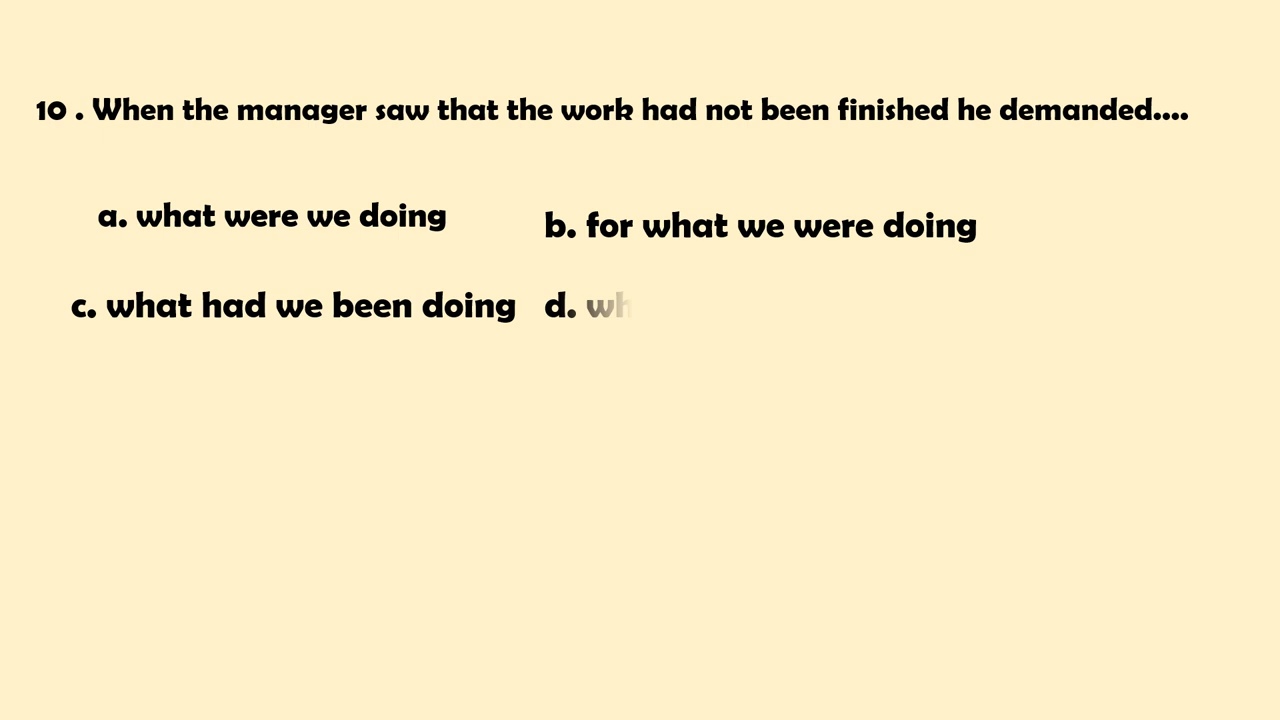 10 . When the manager saw that the work had not been finished he demanded....
a. what were we doing
b. for what we were doing
c. what had we been doing
d.